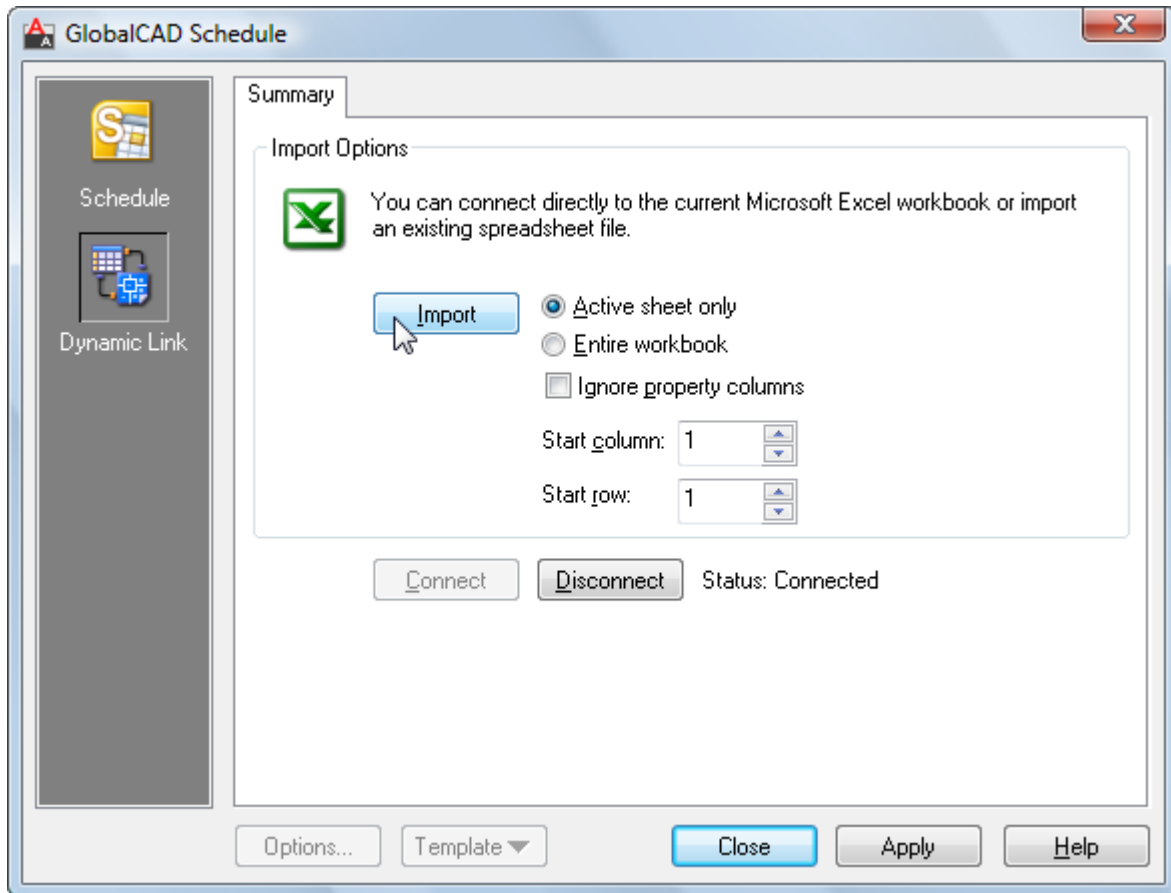 GlobalCAD Schedule
Schedule
Dynamic Link
Summary
Import Options
You can connect directly to the current Microsoft Excel workbook or import
an existing spreadsheet file.
Import
Active sheet only
Entire workbook
Ignore property columns
Start column: 1
Start row: 1
Connect Disconnect Status: Connected
Options... Template Close Apply Help